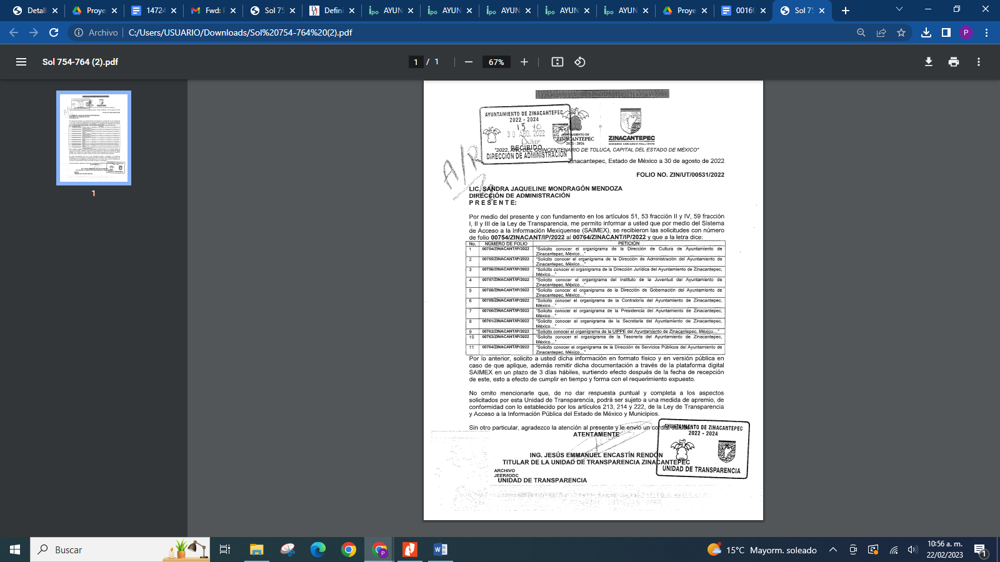 Detall
Proye
14724
Fwd: F
Sol 75
Defini
ipo AYUN
ipo AYUN
ipo AYUN
ipo AYUN
ipo AYUN
Proye
00169
Sol 75
Archivo
C:/Users/USUARIO/Downloads/Sol%20754-764%20(2).pdf
P
Sol 754-764 (2).pdf
1 / 1
67%
1
AYUNTAMIENTO DE ZINACANTEPEC
2022 - 2024
13 40
30 AGO. 2022
Dulce
RECIBIDO
DIRECCIÓN DE ADMINISTRACIÓN
AYUNTAMIENTO DE
ZINACANTEPEC
2022 - 2024
ZINACANTEPEC
GOBIERNO CERCANO E INCLUYENTE
A/R
"2022, AÑO DEL QUINCENTENARIO DE TOLUCA, CAPITAL DEL ESTADO DE MÉXICO"
Zinacantepec, Estado de México a 30 de agosto de 2022
FOLIO NO. ZIN/UT/00531/2022
LIC. SANDRA JAQUELINE MONDRAGÓN MENDOZA
DIRECCIÓN DE ADMINISTRACIÓN
P R E S E N T E:
Por medio del presente y con fundamento en los artículos 51, 53 fracción II y IV, 59 fracción
I, II y III de la Ley de Transparencia, me permito informar a usted que por medio del Sistema
de Acceso a la Información Mexiquense (SAIMEX), se recibieron las solicitudes con número
de folio 00754/ZINACANT/IP/2022 al 00764/ZINACANT/IP/2022 y que a la letra dice:
No. NÚMERO DE FOLIO PETICIÓN
1 00754/ZINACANT/IP/2022 "Solicito conocer el organigrama de la Dirección de Cultura de Ayuntamiento de
Zinacantepec, México..."
2 00755/ZINACANT/IP/2022 "Solicito conocer el organigrama de la Dirección de Administración del Ayuntamiento de
Zinacantepec, México..."
3 00756/ZINACANT/IP/2022 "Solicito conocer el organigrama de la Dirección Jurídica del Ayuntamiento de Zinacantepec,
México..."
4 00757/ZINACANT/IP/2022 "Solicito conocer el organigrama del Instituto de la Juventud del Ayuntamiento de
Zinacantepec, México..."
5 00758/ZINACANT/IP/2022 "Solicito conocer el organigrama de la Dirección de Gobernación del Ayuntamiento de
Zinacantepec, México..."
6 00759/ZINACANT/IP/2022 "Solicito conocer el organigrama de la Contraloría del Ayuntamiento de Zinacantepec,
México..."
7 00760/ZINACANT/IP/2022 "Solicito conocer el organigrama de la Presidencia del Ayuntamiento de Zinacantepec,
México..."
8 00761/ZINACANT/IP/2022 "Solicito conocer el organigrama de la Secretaría del Ayuntamiento de Zinacantepec,
México..."
9 00762/ZINACANT/IP/2022 "Solicito conocer el organigrama de la UIPPE del Ayuntamiento de Zinacantepec, México..."
10 00763/ZINACANT/IP/2022 "Solicito conocer el organigrama de la Tesorería del Ayuntamiento de Zinacantepec,
México..."
11 00764/ZINACANT/IP/2022 "Solicito conocer el organigrama de la Dirección de Servicios Públicos del Ayuntamiento de
Zinacantepec, México..."
Por lo anterior, solicito a usted dicha información en formato físico y en versión pública en
caso de que aplique, además remitir dicha documentación a través de la plataforma digital
SAIMEX en un plazo de 3 días hábiles, surtiendo efecto después de la fecha de recepción
de este, esto a efecto de cumplir en tiempo y forma con el requerimiento expuesto.
No omito mencionarle que, de no dar respuesta puntual y completa a los aspectos
solicitados por esta Unidad de Transparencia, podrá ser sujeto a una medida de apremio, de
conformidad con lo establecido por los artículos 213, 214 y 222, de la Ley de Transparencia
y Acceso a la Información Pública del Estado de México y Municipios.
Sin otro particular, agradezco la atención al presente y le envío un cordial saludo.
ATENTAMENTE
AYUNTAMIENTO DE ZINACANTEPEC
2022 - 2024
UNIDAD DE TRANSPARENCIA
ING. JESÚS EMMANUEL ENCASTÍN RENDÓN
TITULAR DE LA UNIDAD DE TRANSPARENCIA ZINACANTEPEC
ARCHIVO
JEER/IODC
UNIDAD DE TRANSPARENCIA
Buscar
15°C Mayorm. soleado
10:56 a. m.
22/02/2023
1